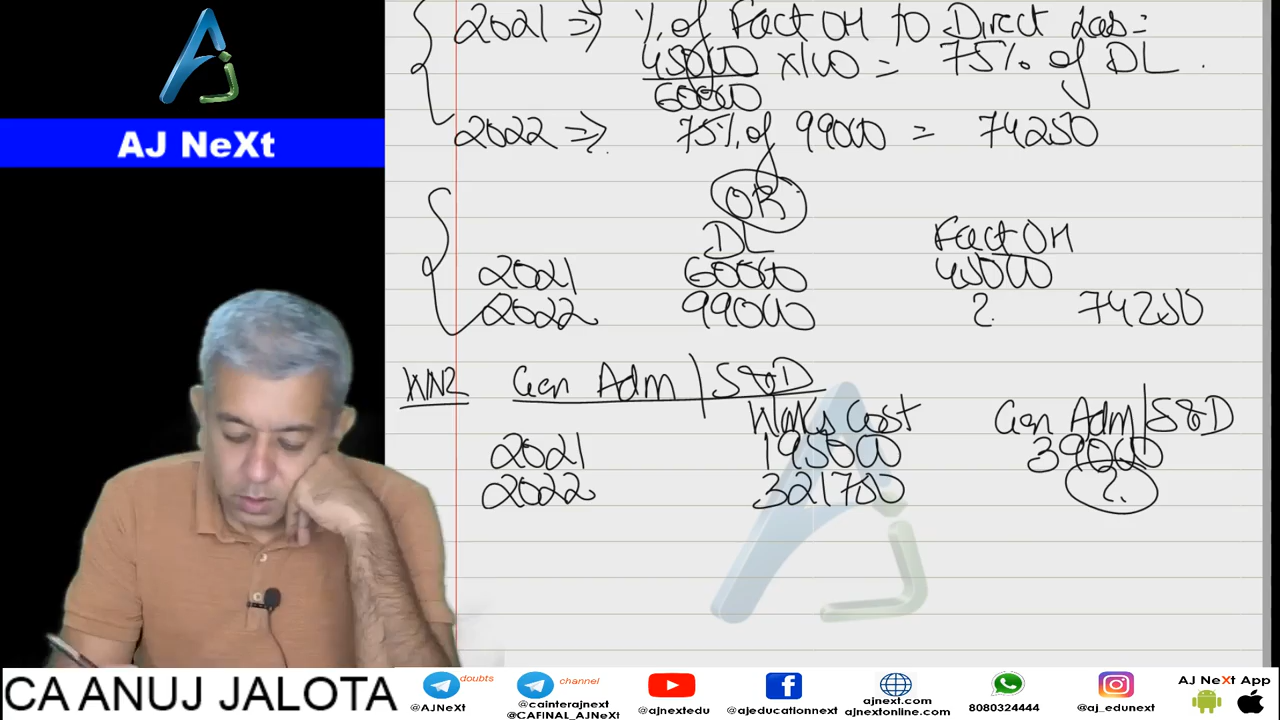 2021 ⇒ % of Fact OH to Direct Lab =
45000 x100 = 75% of DL
60000
2022 ⇒ 75% of 99000 = 74250
OR
DL Fact OH
2021 60000 45000
2022 99000 ? 74250
WN2 Gen Adm | S&D
Works Cost Gen Adm | S&D
2021 195000 39000
2022 321750 ?
AJ NeXt
CA ANUJ JALOTA
doubts
@AJNeXt
channel
@cainterajnext
@CAFINAL_AJNeXt
@ajnextedu
@ajeducationnext
ajnext.com
ajnextonline.com
8080324444
@aj_edunext
AJ NeXt App